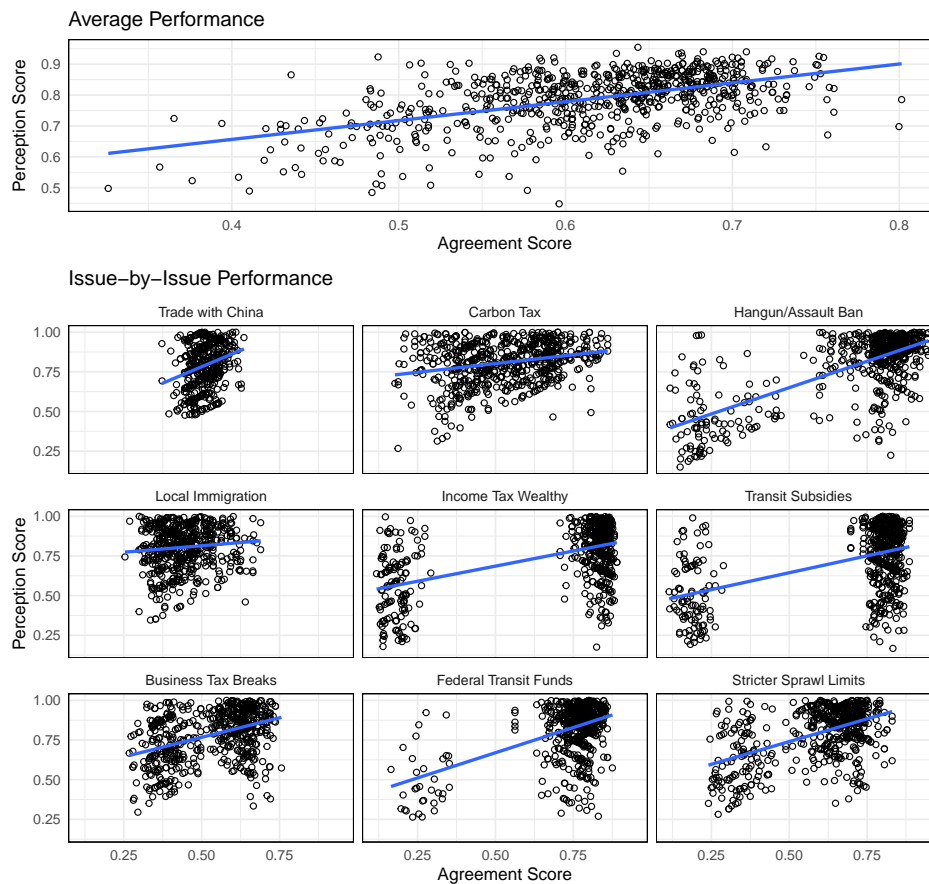 Average Performance
Perception Score
0.9
0.8
0.7
0.6
0.5
0.4 0.5 0.6 0.7 0.8
Agreement Score
Issue−by−Issue Performance
Trade with China Carbon Tax Hangun/Assault Ban
1.00
0.75
0.50
0.25
Local Immigration Income Tax Wealthy Transit Subsidies
Perception Score
1.00
0.75
0.50
0.25
Business Tax Breaks Federal Transit Funds Stricter Sprawl Limits
1.00
0.75
0.50
0.25
0.25 0.50 0.75 0.25 0.50 0.75 0.25 0.50 0.75
Agreement Score